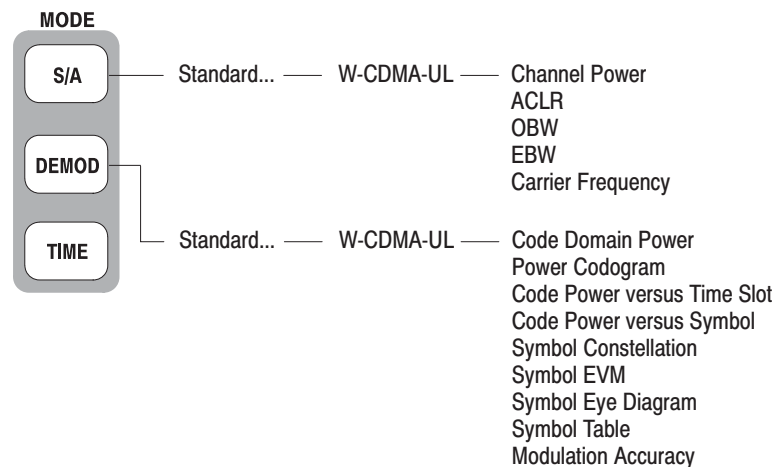 MODE
S/A Standard... W-CDMA-UL Channel Power
ACLR
OBW
EBW
Carrier Frequency
DEMOD
TIME Standard... W-CDMA-UL Code Domain Power
Power Codogram
Code Power versus Time Slot
Code Power versus Symbol
Symbol Constellation
Symbol EVM
Symbol Eye Diagram
Symbol Table
Modulation Accuracy